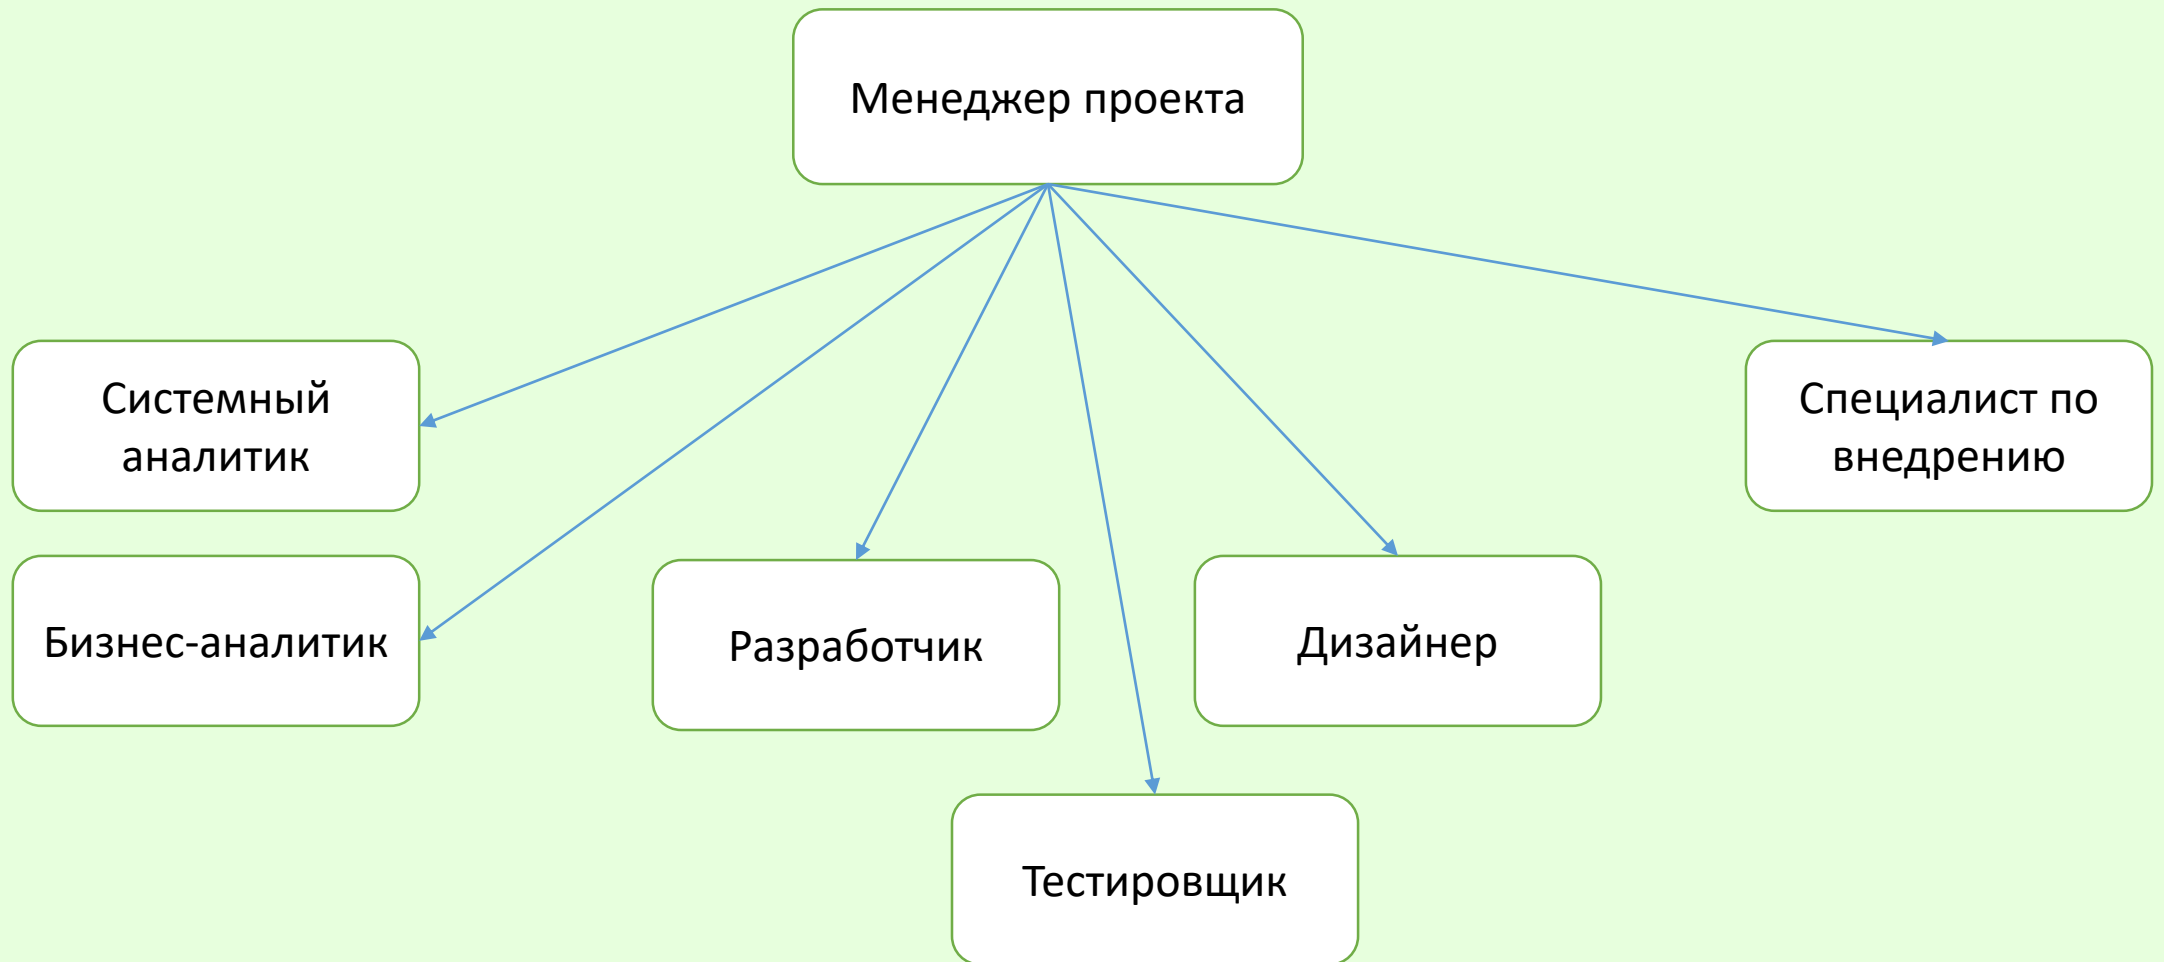 Менеджер проекта
Системный
аналитик
Специалист по
внедрению
Бизнес-аналитик
Разработчик
Дизайнер
Тестировщик